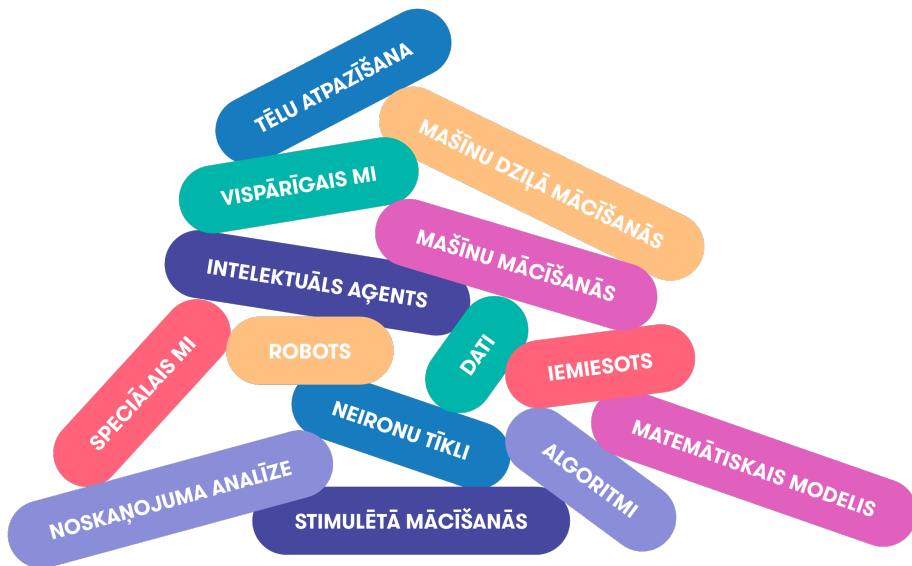 TĒLU ATPAZĪŠANA
MAŠĪNU DZIĻĀ MĀCĪŠANĀS
VISPĀRĪGAIS MI
MAŠĪNU MĀCĪŠANĀS
INTELEKTUĀLS AĢENTS
DATI
ROBOTS
IEMIESOTS
SPECIĀLAIS MI
NEIRONU TĪKLI
MATEMĀTISKAIS MODELIS
ALGORITMI
NOSKAŅOJUMA ANALĪZE
STIMULĒTĀ MĀCĪŠANĀS